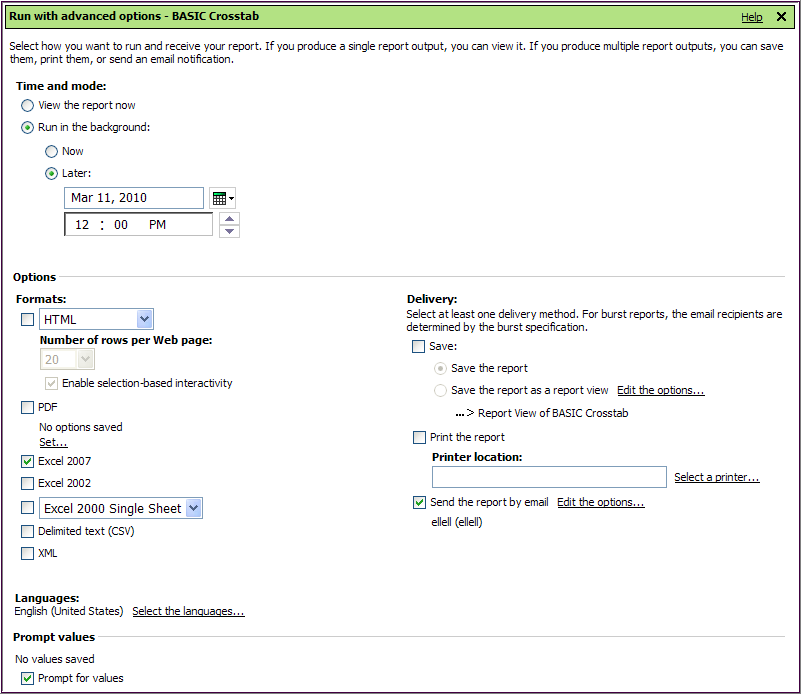 Run with advanced options - BASIC Crosstab
Help
Select how you want to run and receive your report. If you produce a single report output, you can view it. If you produce multiple report outputs, you can save
them, print them, or send an email notification.
Time and mode:
View the report now
Run in the background:
Now
Later:
Mar 11, 2010
12 : 00 PM
Options
Formats:
HTML
Number of rows per Web page:
20
Enable selection-based interactivity
PDF
No options saved
Set...
Excel 2007
Excel 2002
Excel 2000 Single Sheet
Delimited text (CSV)
XML
Delivery:
Select at least one delivery method. For burst reports, the email recipients are
determined by the burst specification.
Save:
Save the report
Save the report as a report view Edit the options...
...> Report View of BASIC Crosstab
Print the report
Printer location:
Select a printer...
Send the report by email Edit the options...
ellell (ellell)
Languages:
English (United States) Select the languages...
Prompt values
No values saved
Prompt for values